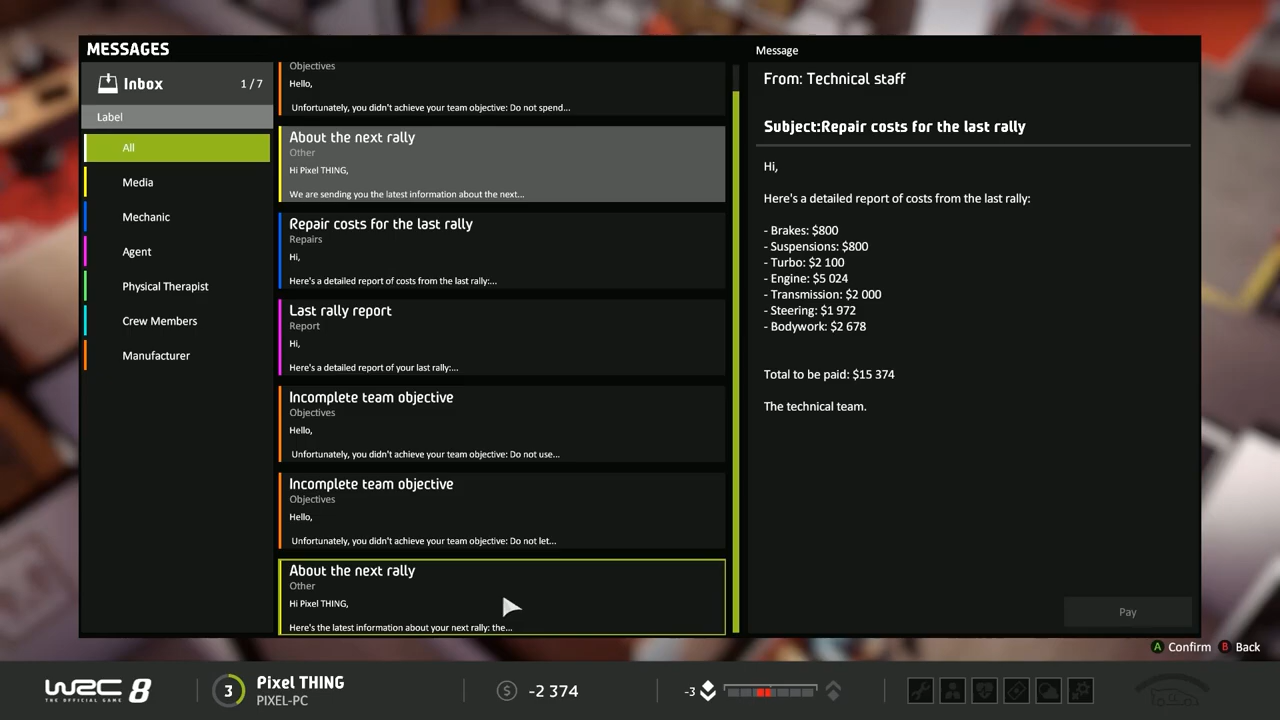 MESSAGES
Inbox 1/7
Label
All
Media
Mechanic
Agent
Physical Therapist
Crew Members
Manufacturer
Objectives
Hello,
Unfortunately, you didn't achieve your team objective: Do not spend...
About the next rally
Other
Hi Pixel THING,
We are sending you the latest information about the next...
Repair costs for the last rally
Repairs
Hi,
Here's a detailed report of costs from the last rally:...
Last rally report
Report
Hi,
Here's a detailed report of your last rally:...
Incomplete team objective
Objectives
Hello,
Unfortunately, you didn't achieve your team objective: Do not use...
Incomplete team objective
Objectives
Hello,
Unfortunately, you didn't achieve your team objective: Do not let...
About the next rally
Other
Hi Pixel THING,
Here's the latest information about your next rally: the...
Message
From: Technical staff
Subject:Repair costs for the last rally
Hi,
Here's a detailed report of costs from the last rally:
- Brakes: $800
- Suspensions: $800
- Turbo: $2 100
- Engine: $5 024
- Transmission: $2 000
- Steering: $1 972
- Bodywork: $2 678
Total to be paid: $15 374
The technical team.
Pay
A Confirm B Back
WRC 8
THE OFFICIAL GAME
3
Pixel THING
PIXEL-PC
$ -2 374
-3